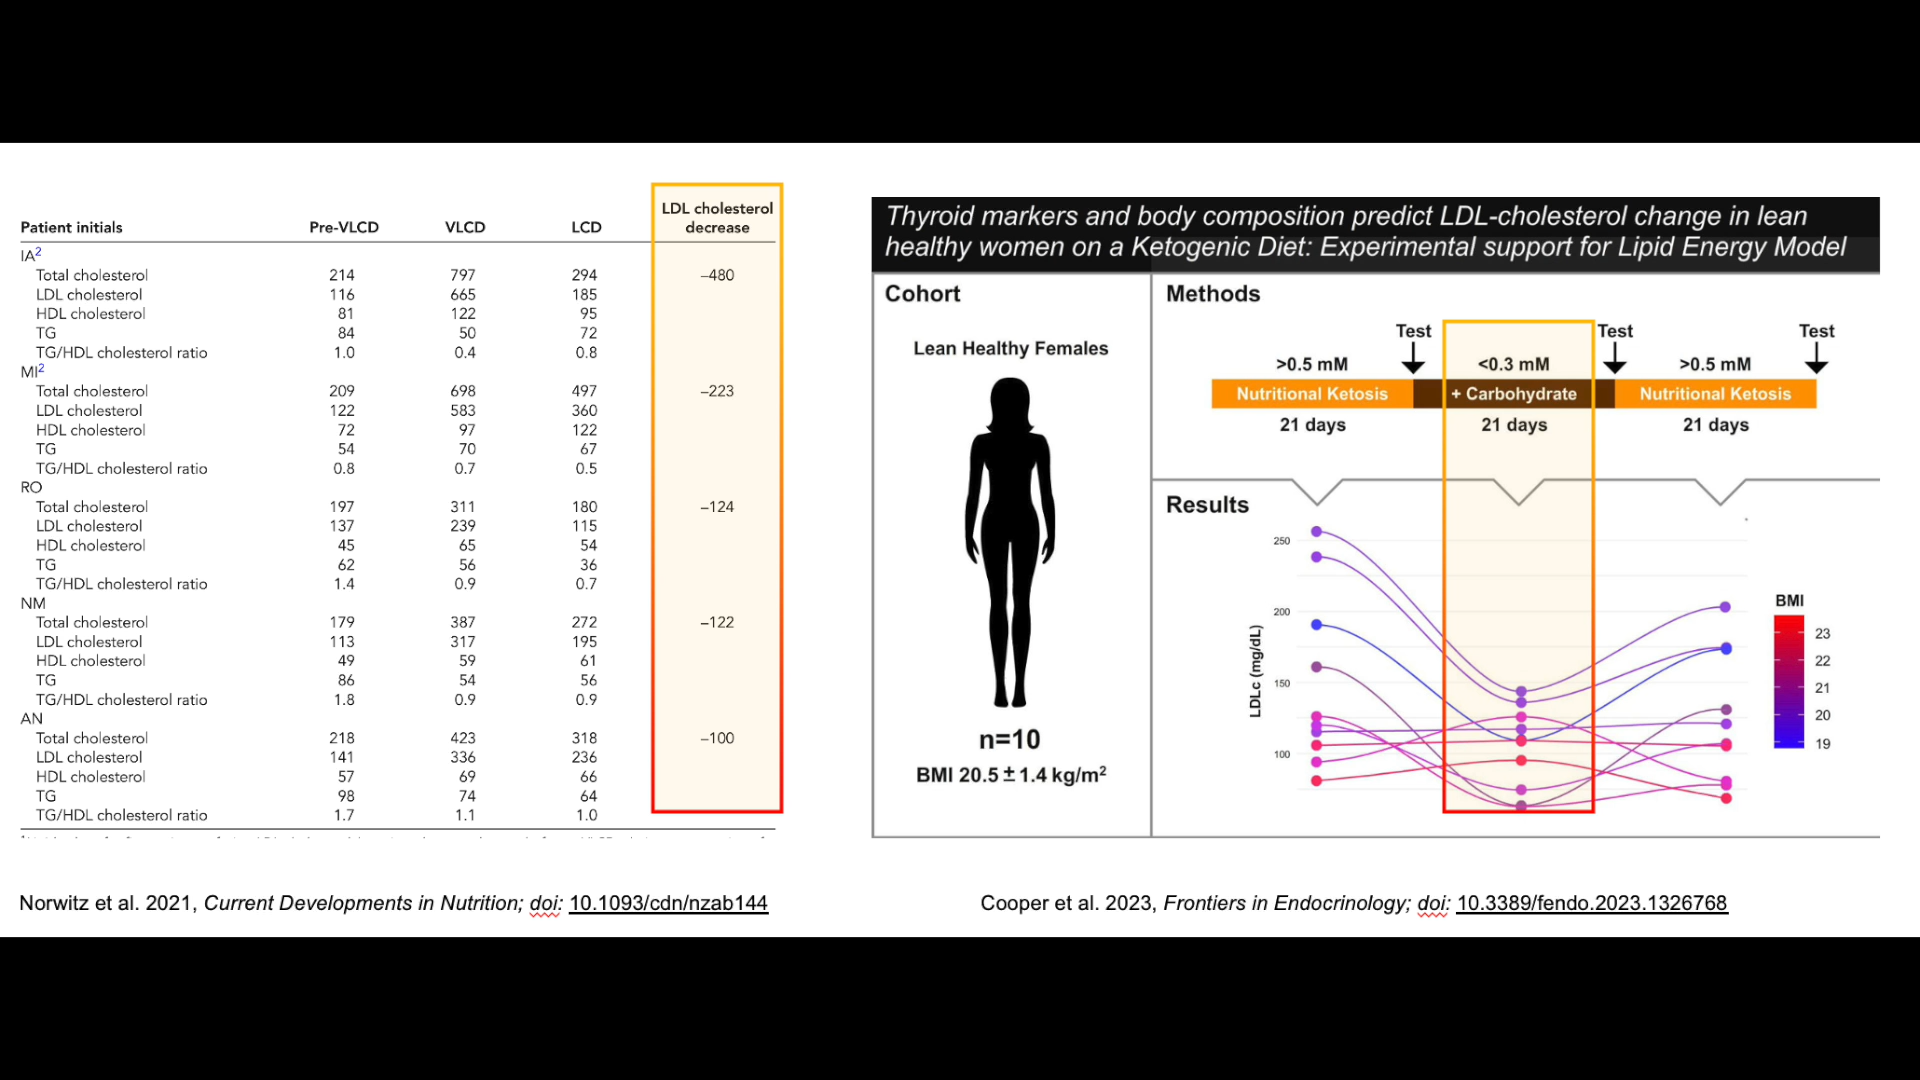 Patient initials Pre-VLCD VLCD LCD LDL cholesterol decrease
IA2
Total cholesterol 214 797 294 –480
LDL cholesterol 116 665 185
HDL cholesterol 81 122 95
TG 84 50 72
TG/HDL cholesterol ratio 1.0 0.4 0.8
MI2
Total cholesterol 209 698 497 –223
LDL cholesterol 122 583 360
HDL cholesterol 72 97 122
TG 54 70 67
TG/HDL cholesterol ratio 0.8 0.7 0.5
RO
Total cholesterol 197 311 180 –124
LDL cholesterol 137 239 115
HDL cholesterol 45 65 54
TG 62 56 36
TG/HDL cholesterol ratio 1.4 0.9 0.7
NM
Total cholesterol 179 387 272 –122
LDL cholesterol 113 317 195
HDL cholesterol 49 59 61
TG 86 54 56
TG/HDL cholesterol ratio 1.8 0.9 0.9
AN
Total cholesterol 218 423 318 –100
LDL cholesterol 141 336 236
HDL cholesterol 57 69 66
TG 98 74 64
TG/HDL cholesterol ratio 1.7 1.1 1.0
Norwitz et al. 2021, Current Developments in Nutrition; doi: 10.1093/cdn/nzab144
Thyroid markers and body composition predict LDL-cholesterol change in lean
healthy women on a Ketogenic Diet: Experimental support for Lipid Energy Model
Cohort
Lean Healthy Females
n=10
BMI 20.5 ± 1.4 kg/m2
Methods
Test Test Test
>0.5 mM <0.3 mM >0.5 mM
Nutritional Ketosis + Carbohydrate Nutritional Ketosis
21 days 21 days 21 days
Results
LDLc (mg/dL)
250
200
150
100
BMI
23
22
21
20
19
Cooper et al. 2023, Frontiers in Endocrinology; doi: 10.3389/fendo.2023.1326768